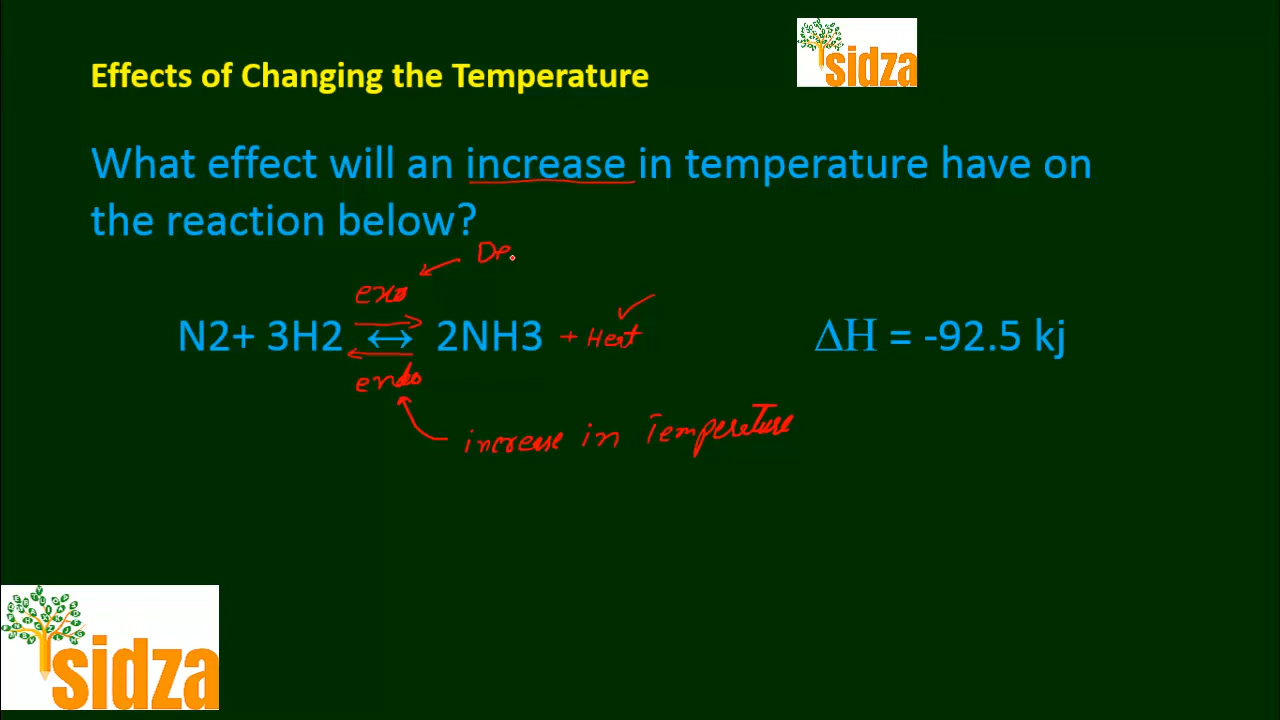 sidza
Effects of Changing the Temperature
What effect will an increase in temperature have on
the reaction below?
De
exo
N2+ 3H2 ↔ 2NH3 + Heat ΔH = -92.5 kj
endo
increase in Temperature
sidza